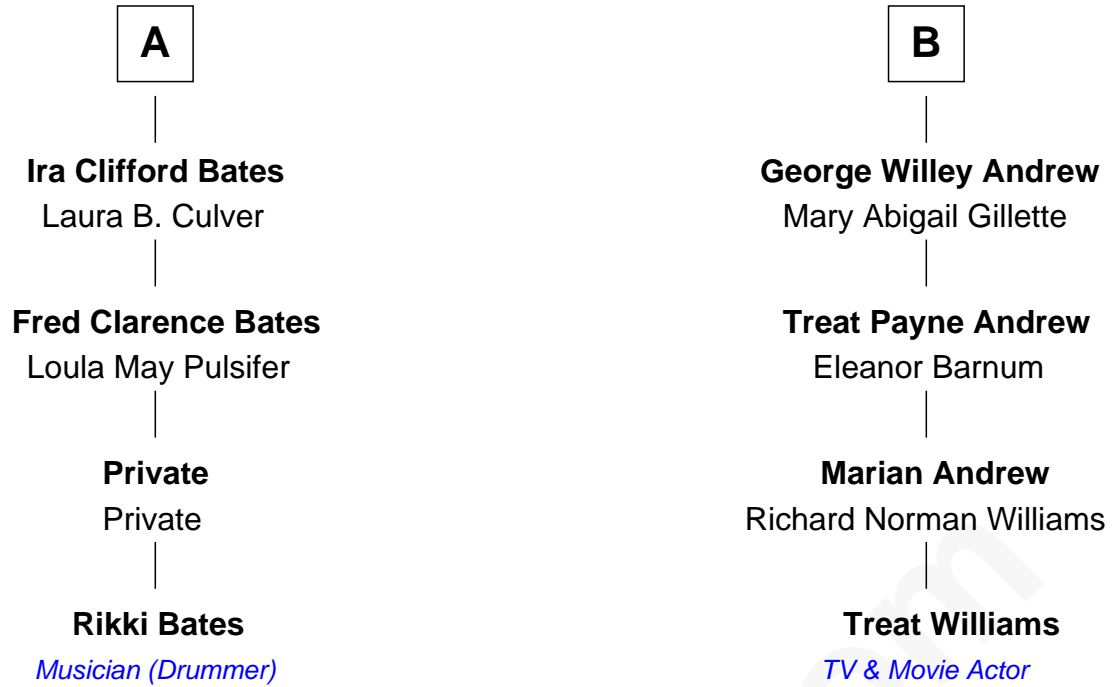 A
B
Ira Clifford Bates
Laura B. Culver
George Willey Andrew
Mary Abigail Gillette
Fred Clarence Bates
Loula May Pulsifer
Treat Payne Andrew
Eleanor Barnum
Private
Private
Marian Andrew
Richard Norman Williams
Rikki Bates
Musician (Drummer)
Treat Williams
TV & Movie Actor